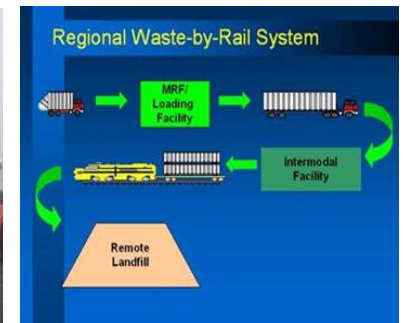 Regional Waste-by-Rail System
MRF/
Loading
Facility
Intermodal
Facility
Remote
Landfill